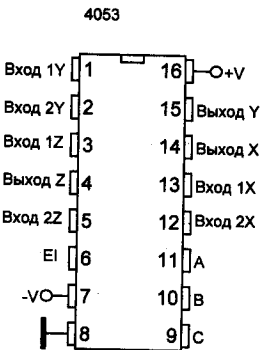 4053
Вход 1Y 1 16 +V
Вход 2Y 2 15 Выход Y
Вход 1Z 3 14 Выход X
Выход Z 4 13 Вход 1X
Вход 2Z 5 12 Вход 2X
EI 6 11 A
-V 7 10 B
8 9 C